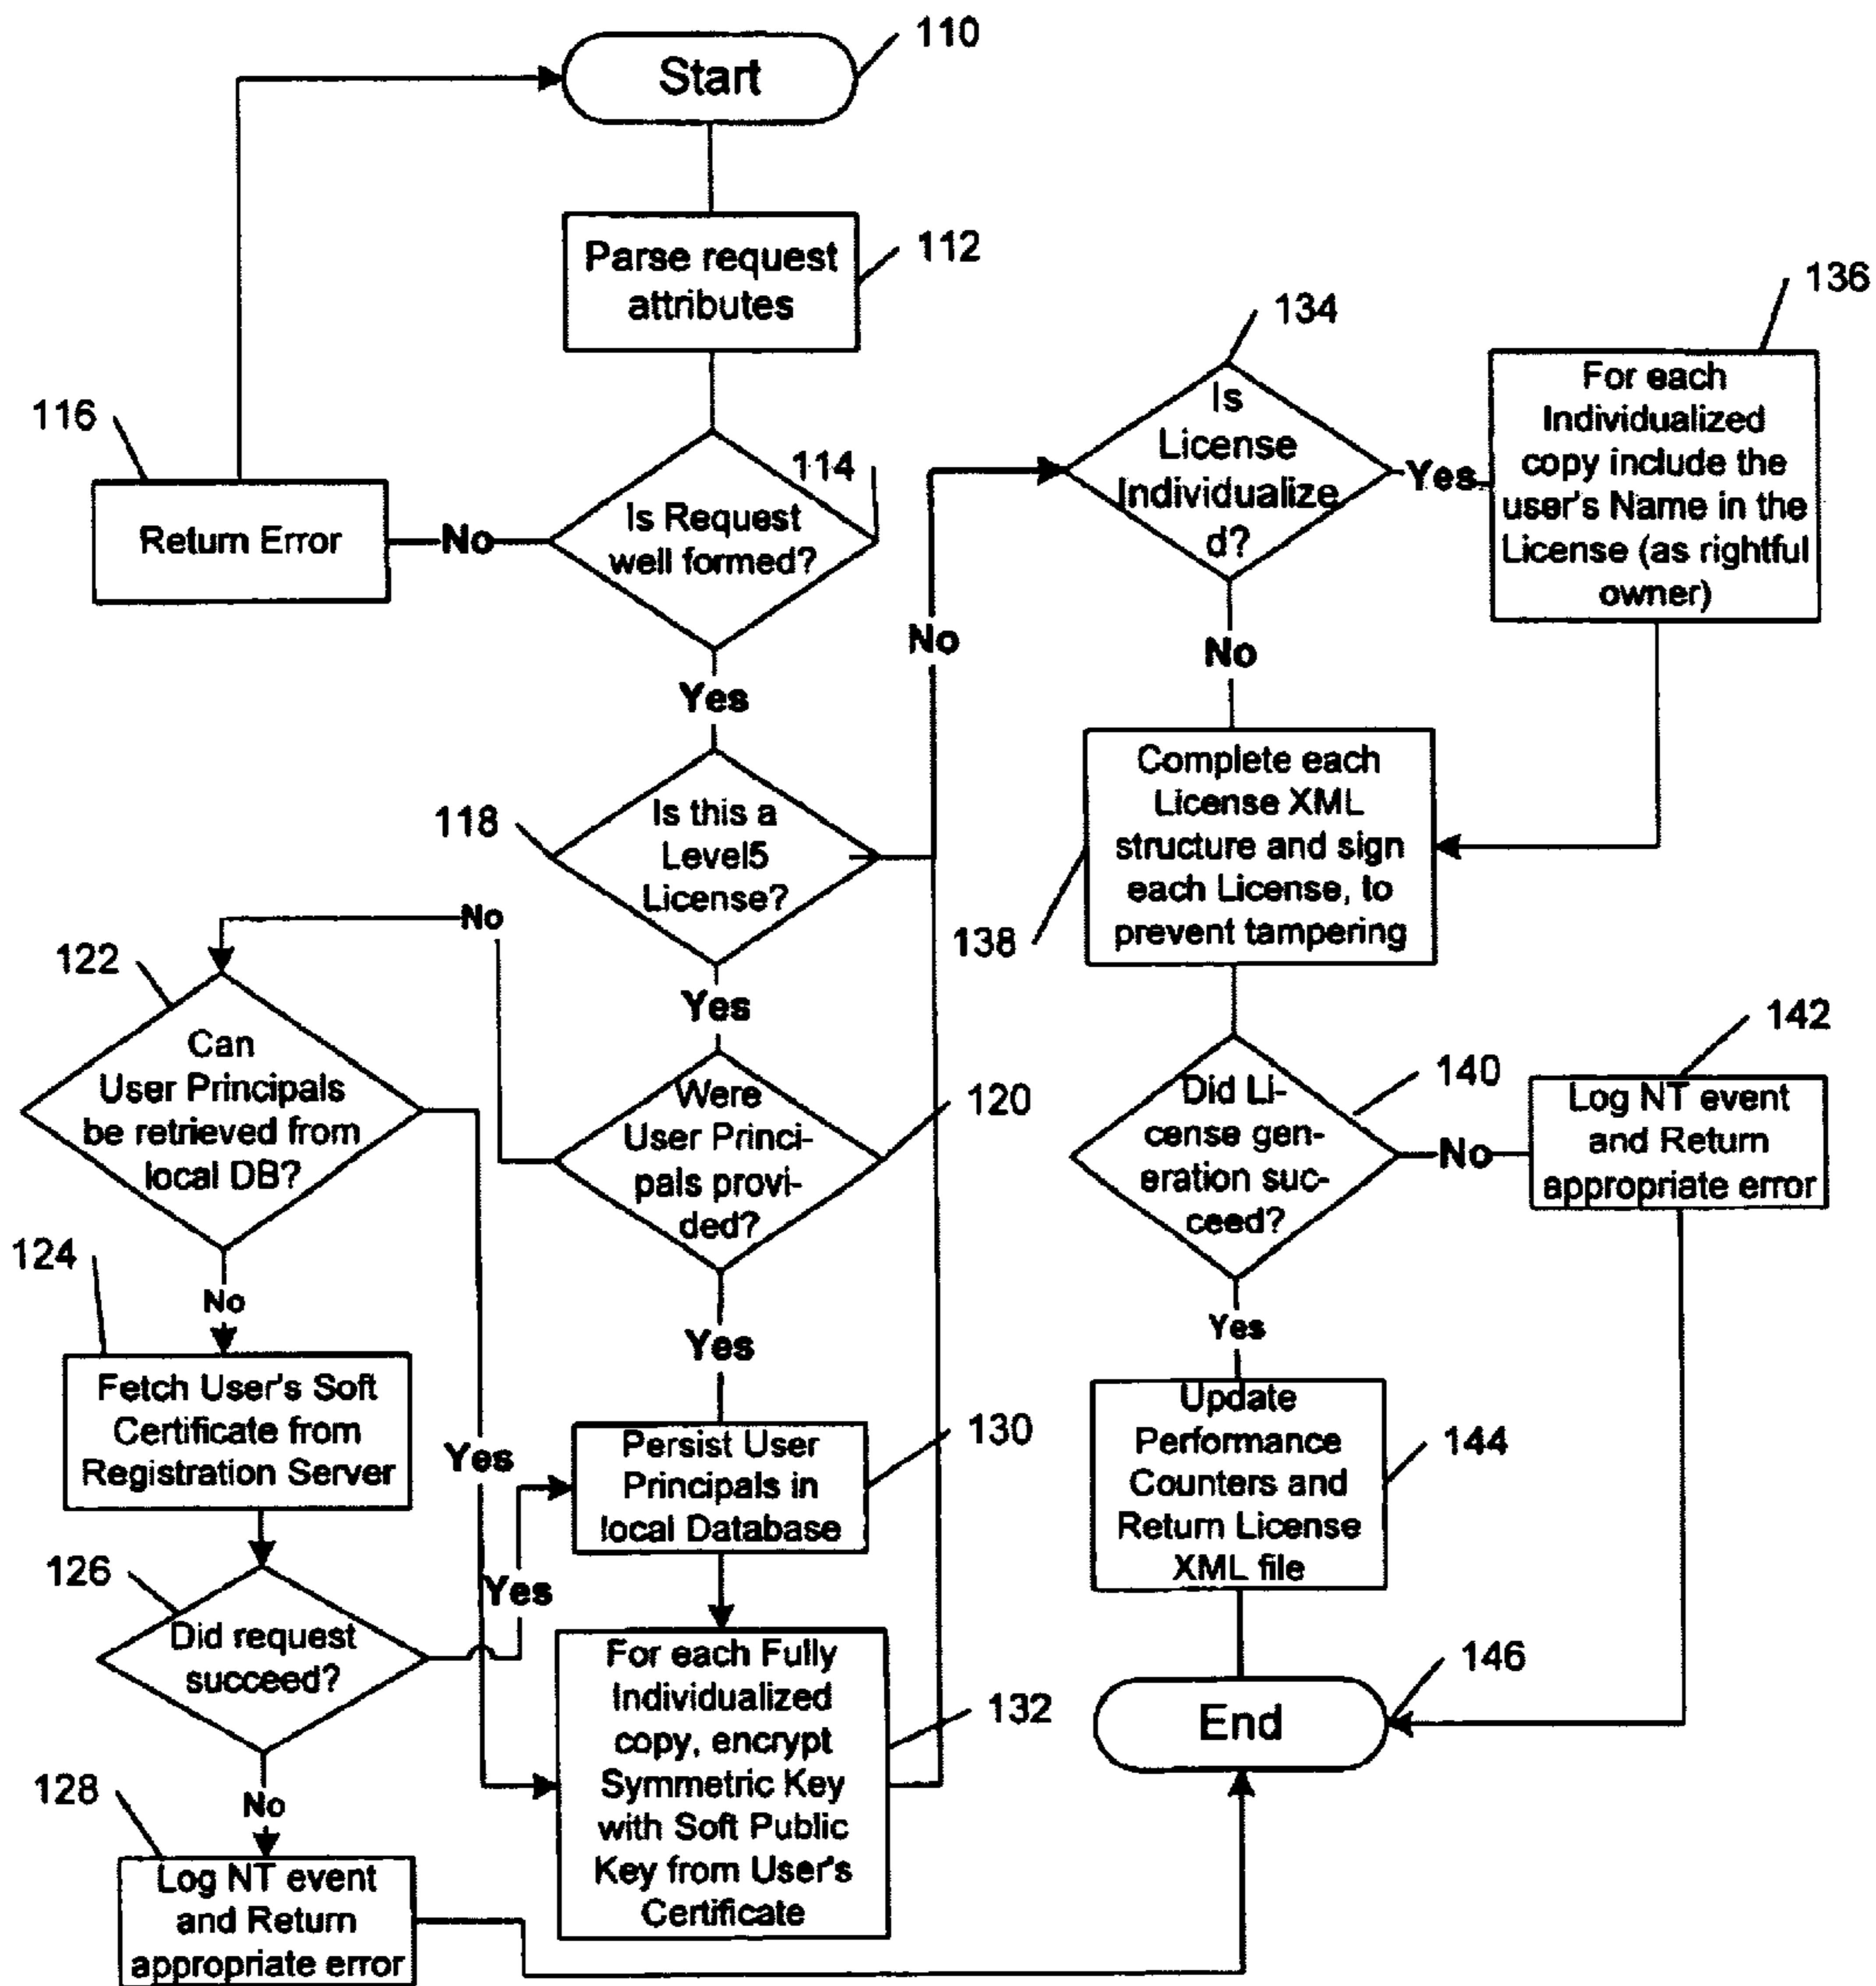 110
Start
Parse request
attributes
112
116
Return Error
No
114
Is Request
well formed?
Yes
118
Is this a
Level5
License?
No
Yes
No
122
Can
User Principals
be retrieved from
local DB?
Were
User Princi-
pals provi-
ded?
120
124
No
Yes
Fetch User's Soft
Certificate from
Registration Server
Yes
Persist User
Principals in
local Database
130
126
Did request
succeed?
Yes
For each Fully
Individualized
copy, encrypt
Symmetric Key
with Soft Public
Key from User's
Certificate
132
128
No
Log NT event
and Return
appropriate error
134
Is
License
Individualize
d?
Yes
136
For each
Individualized
copy include the
user's Name in the
License (as rightful
owner)
No
Complete each
License XML
structure and sign
each License, to
prevent tampering
138
Did Li-
cense gen-
eration suc-
ceed?
140
No
142
Log NT event
and Return
appropriate error
Yes
Update
Performance
Counters and
Return License
XML file
144
End
146